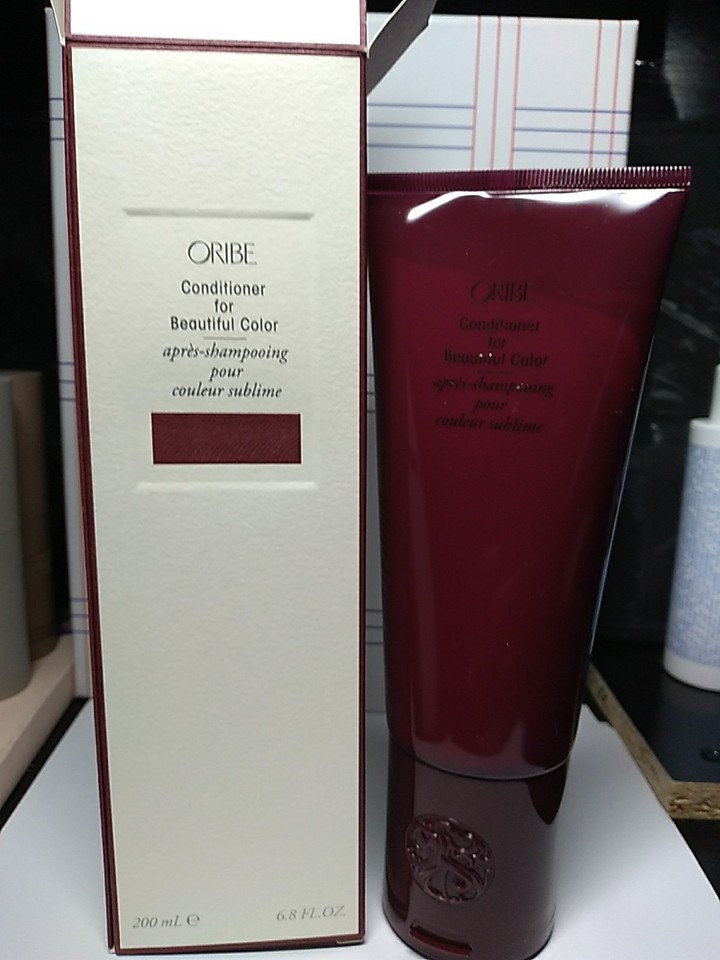 ORIBE
Conditioner
for
Beautiful Color
après-shampooing
pour
couleur sublime
200 mL ℮
6.8 FL.OZ.
ORIBE
Conditioner
for
Beautiful Color
après-shampooing
pour
couleur sublime